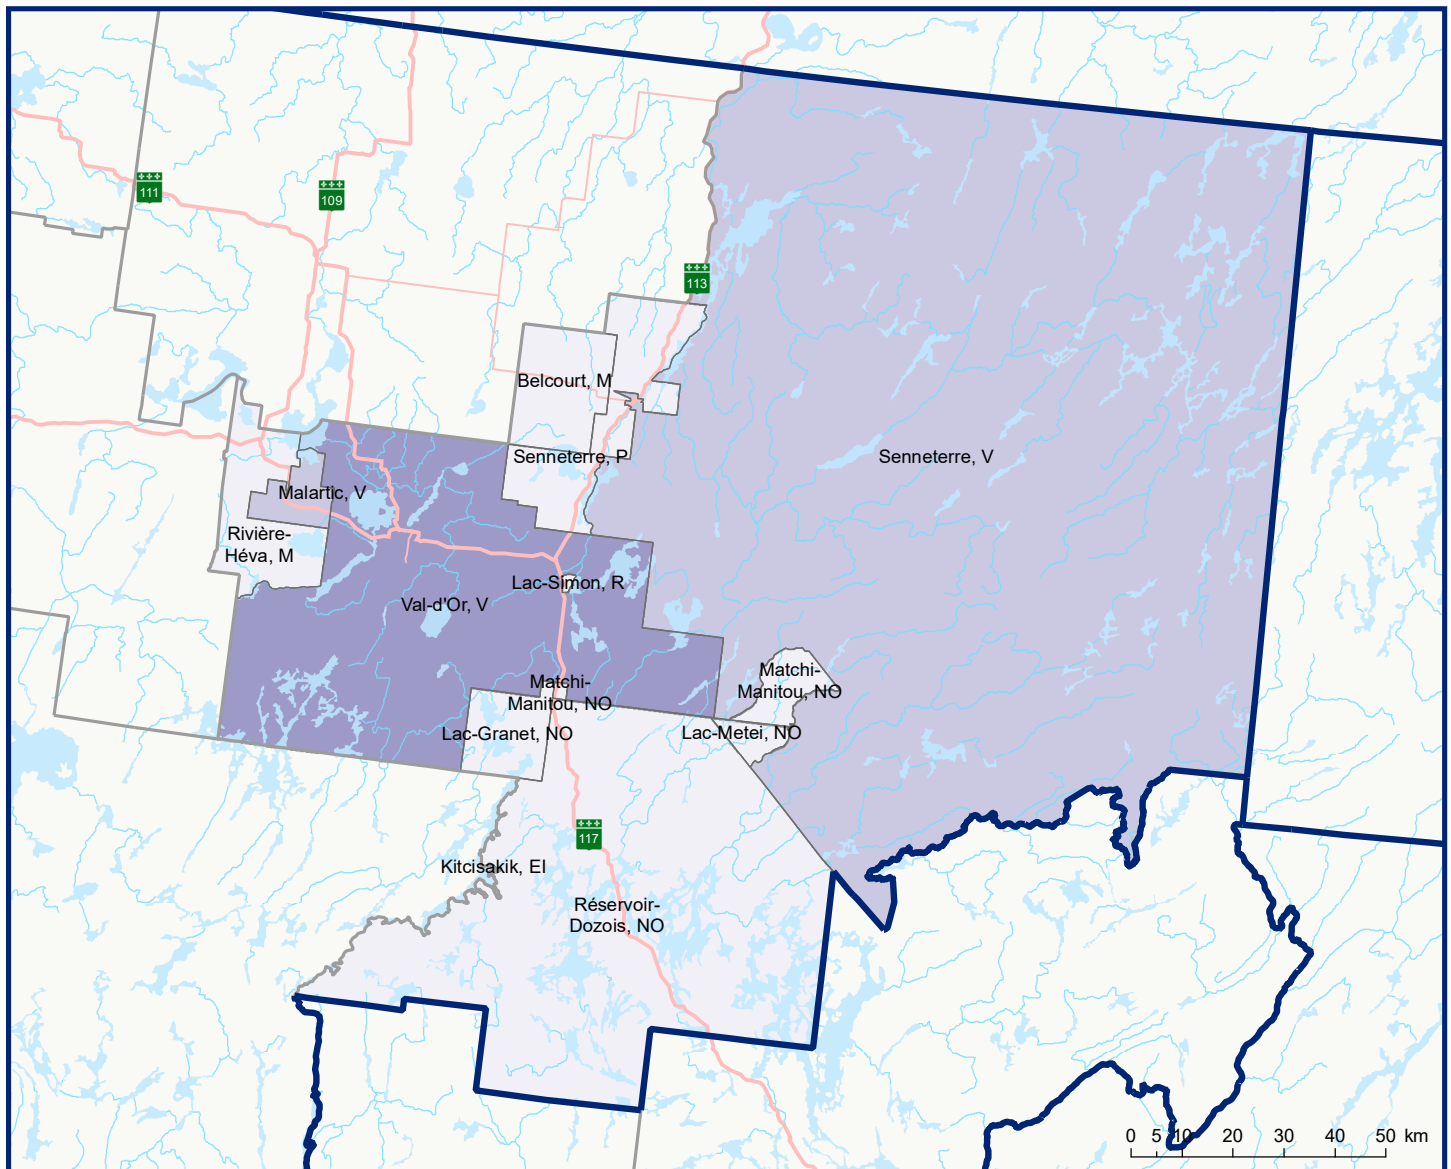 111
109
113
Belcourt, M
Senneterre, P
Senneterre, V
Malartic, V
Rivière-
Héva, M
Lac-Simon, R
Val-d'Or, V
Matchi-
Manitou, NO
Matchi-
Manitou, NO
Lac-Granet, NO
Lac-Metei, NO
117
Kitcisakik, EI
Réservoir-
Dozois, NO
0 5 10 20 30 40 50 km